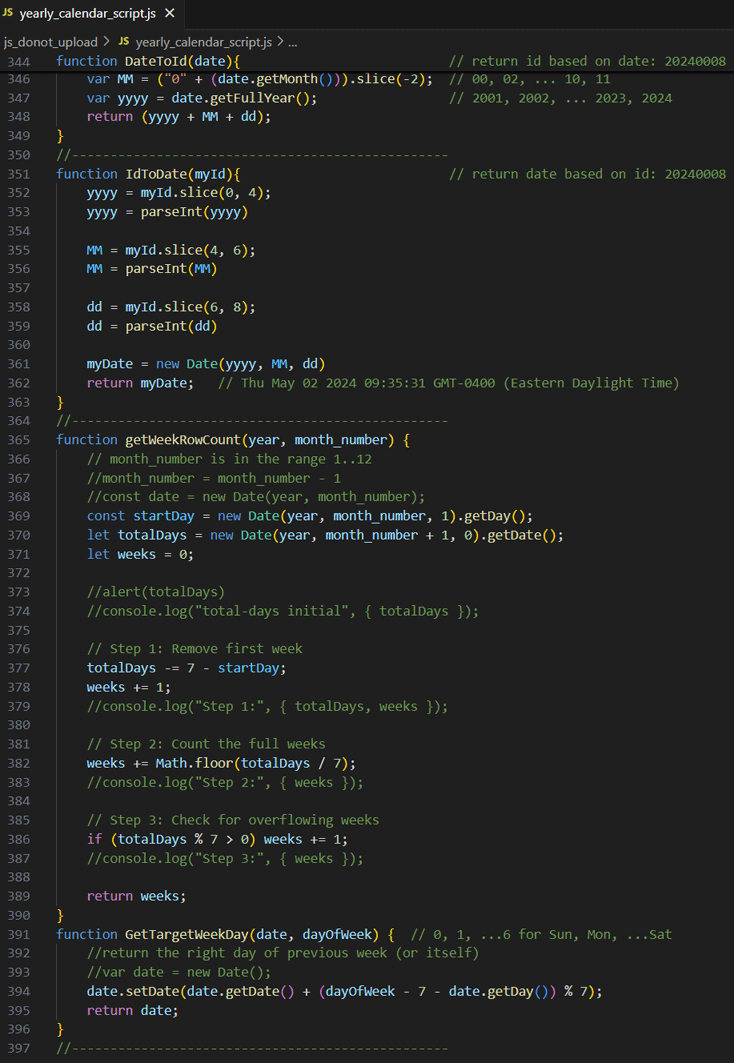 JS yearly_calendar_script.js ×
js_donot_upload > JS yearly_calendar_script.js > ...
344 function DateToId(date){ // return id based on date: 20240008
346 var MM = ("0" + (date.getMonth())).slice(-2); // 00, 02, ... 10, 11
347 var yyyy = date.getFullYear(); // 2001, 2002, ... 2023, 2024
348 return (yyyy + MM + dd);
349 }
350 //-------------------------------------------------
351 function IdToDate(myId){ // return date based on id: 20240008
352 yyyy = myId.slice(0, 4);
353 yyyy = parseInt(yyyy)
354
355 MM = myId.slice(4, 6);
356 MM = parseInt(MM)
357
358 dd = myId.slice(6, 8);
359 dd = parseInt(dd)
360
361 myDate = new Date(yyyy, MM, dd)
362 return myDate; // Thu May 02 2024 09:35:31 GMT-0400 (Eastern Daylight Time)
363 }
364 //-------------------------------------------------
365 function getWeekRowCount(year, month_number) {
366 // month_number is in the range 1..12
367 //month_number = month_number - 1
368 //const date = new Date(year, month_number);
369 const startDay = new Date(year, month_number, 1).getDay();
370 let totalDays = new Date(year, month_number + 1, 0).getDate();
371 let weeks = 0;
372
373 //alert(totalDays)
374 //console.log("total-days initial", { totalDays });
375
376 // Step 1: Remove first week
377 totalDays -= 7 - startDay;
378 weeks += 1;
379 //console.log("Step 1:", { totalDays, weeks });
380
381 // Step 2: Count the full weeks
382 weeks += Math.floor(totalDays / 7);
383 //console.log("Step 2:", { weeks });
384
385 // Step 3: Check for overflowing weeks
386 if (totalDays % 7 > 0) weeks += 1;
387 //console.log("Step 3:", { weeks });
388
389 return weeks;
390 }
391 function GetTargetWeekDay(date, dayOfWeek) { // 0, 1, ...6 for Sun, Mon, ...Sat
392 //return the right day of previous week (or itself)
393 //var date = new Date();
394 date.setDate(date.getDate() + (dayOfWeek - 7 - date.getDay()) % 7);
395 return date;
396 }
397 //-------------------------------------------------